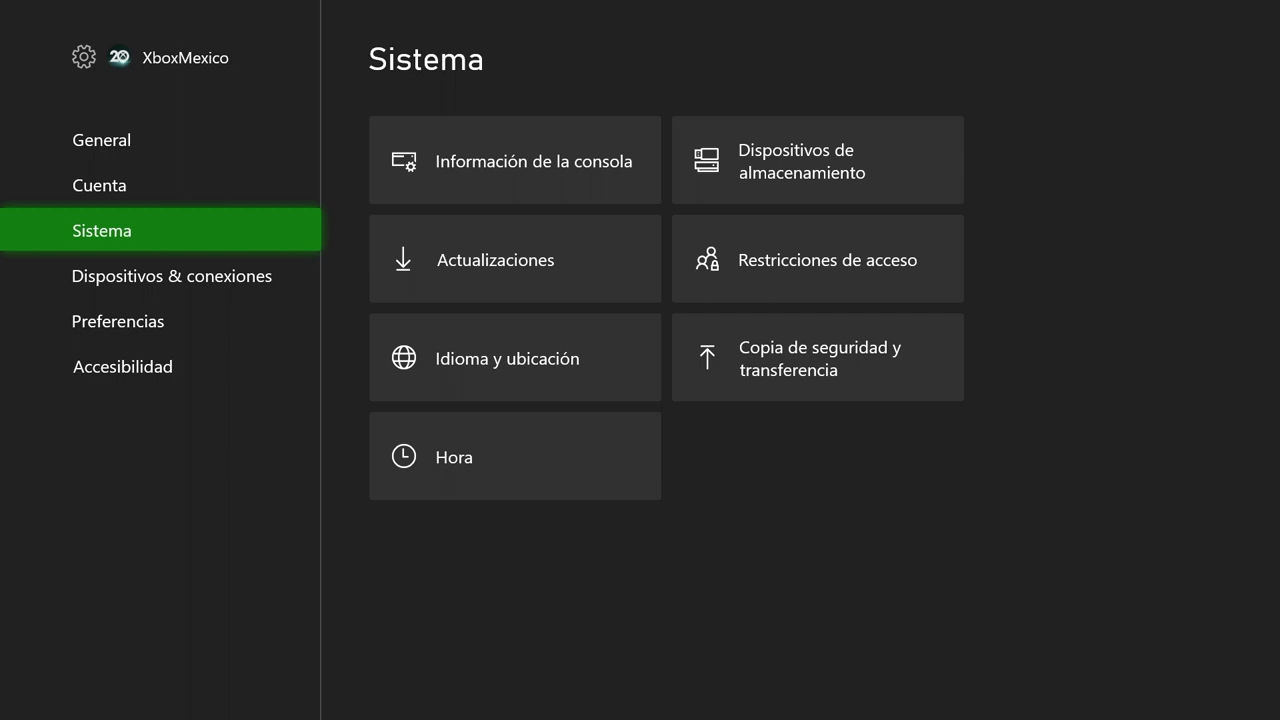 20 XboxMexico
General
Cuenta
Sistema
Dispositivos & conexiones
Preferencias
Accesibilidad
Sistema
Información de la consola
Dispositivos de
almacenamiento
Actualizaciones
Restricciones de acceso
Idioma y ubicación
Copia de seguridad y
transferencia
Hora